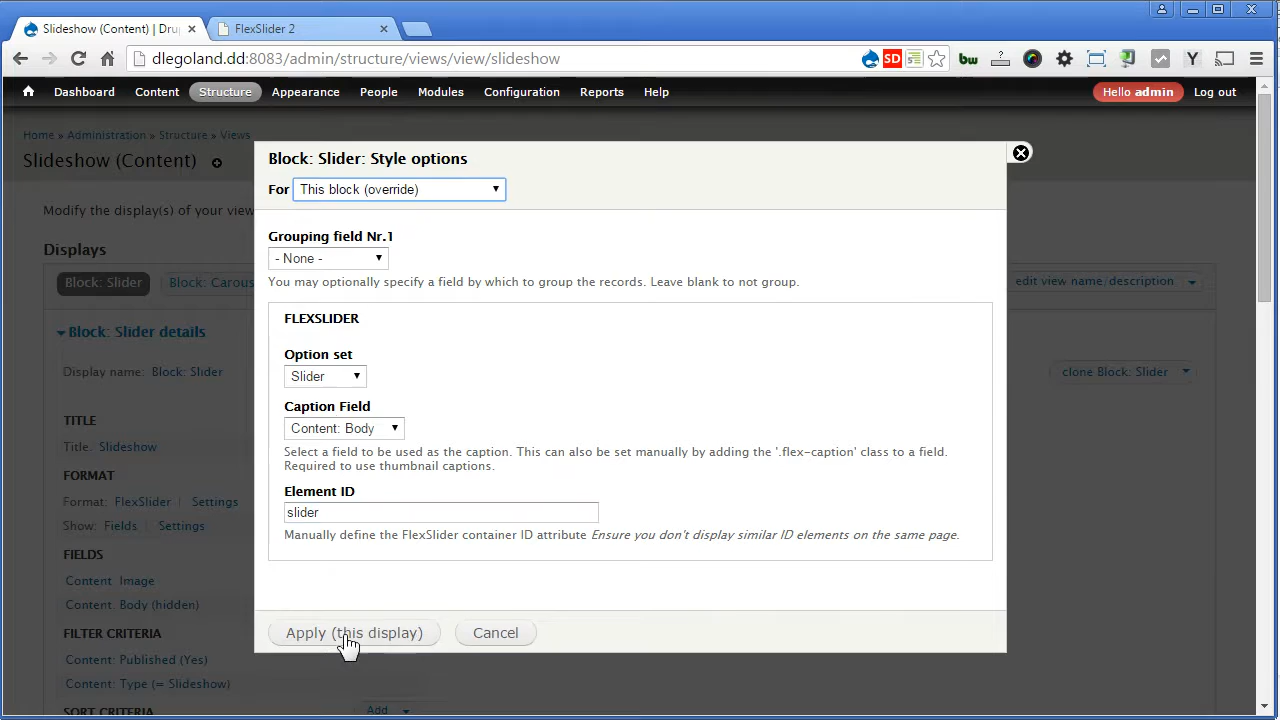 Slideshow (Content) | Dru
FlexSlider 2
dleggland.dd:8083/admin/structure/views/view/slideshow
SD
bw
Y
Dashboard
Content
Structure
Appearance
People
Modules
Configuration
Reports
Help
Hello admin
Log out
Home » Administration » Structure » Views
Slideshow (Content)
Modify the display(s) of your view
Displays
Block: Slider
Block: Carous
edit view name/description
Block: Slider details
Display name: Block: Slider
clone Block: Slider
TITLE
Title: Slideshow
FORMAT
Format: FlexSlider | Settings
Show: Fields | Settings
FIELDS
Content: Image
Content: Body (hidden)
FILTER CRITERIA
Content: Published (Yes)
Content: Type (= Slideshow)
SORT CRITERIA
Add
Block: Slider: Style options
For This block (override)
Grouping field Nr.1
- None -
You may optionally specify a field by which to group the records. Leave blank to not group.
FLEXSLIDER
Option set
Slider
Caption Field
Content: Body
Select a field to be used as the caption. This can also be set manually by adding the '.flex-caption' class to a field.
Required to use thumbnail captions.
Element ID
slider
Manually define the FlexSlider container ID attribute Ensure you don't display similar ID elements on the same page.
Apply (this display)
Cancel